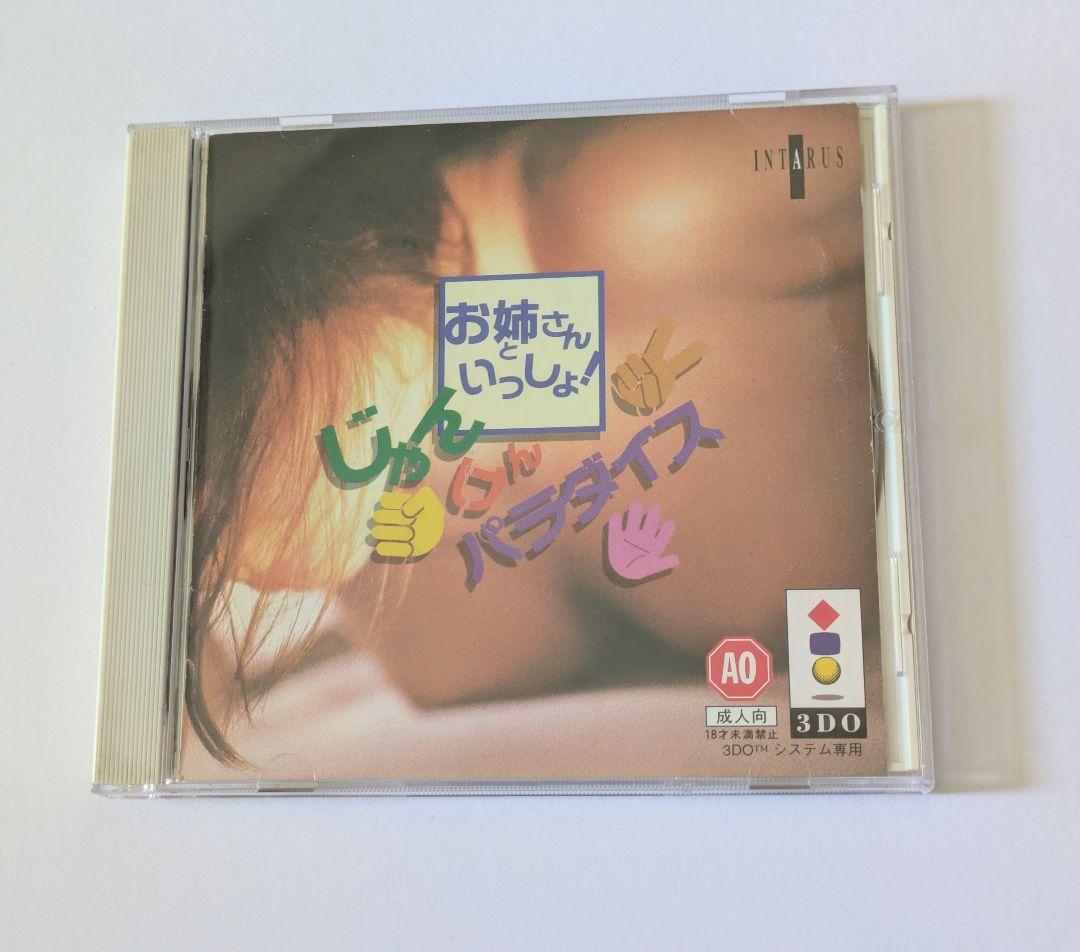 INTARUS
お姉さん
と
いっしょ!
じゃん
けん
パラダイス
AO
成人向
18才未満禁止
3DO
3DO™ システム専用